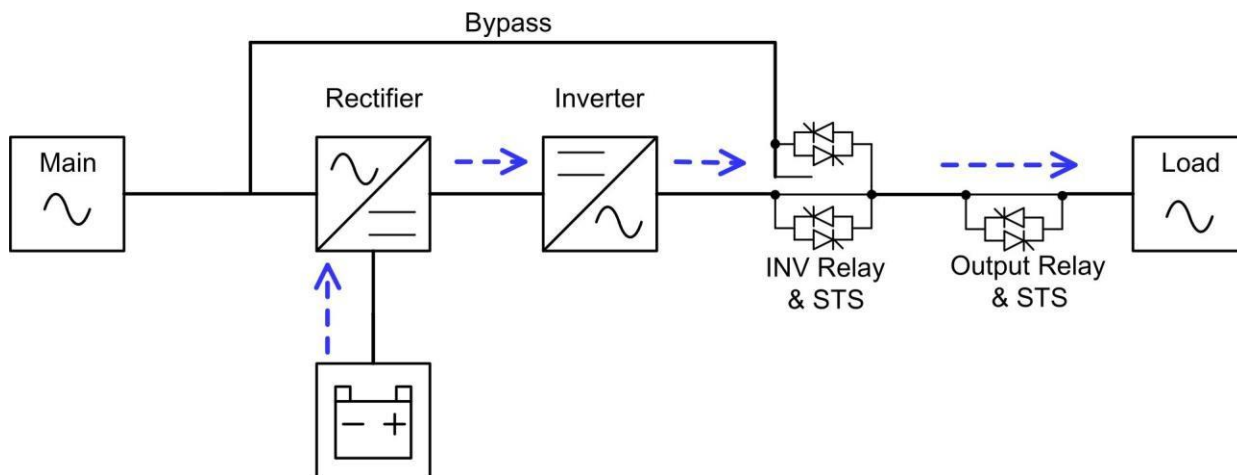 Bypass
Rectifier
Inverter
Main
Load
INV Relay
& STS
Output Relay
& STS